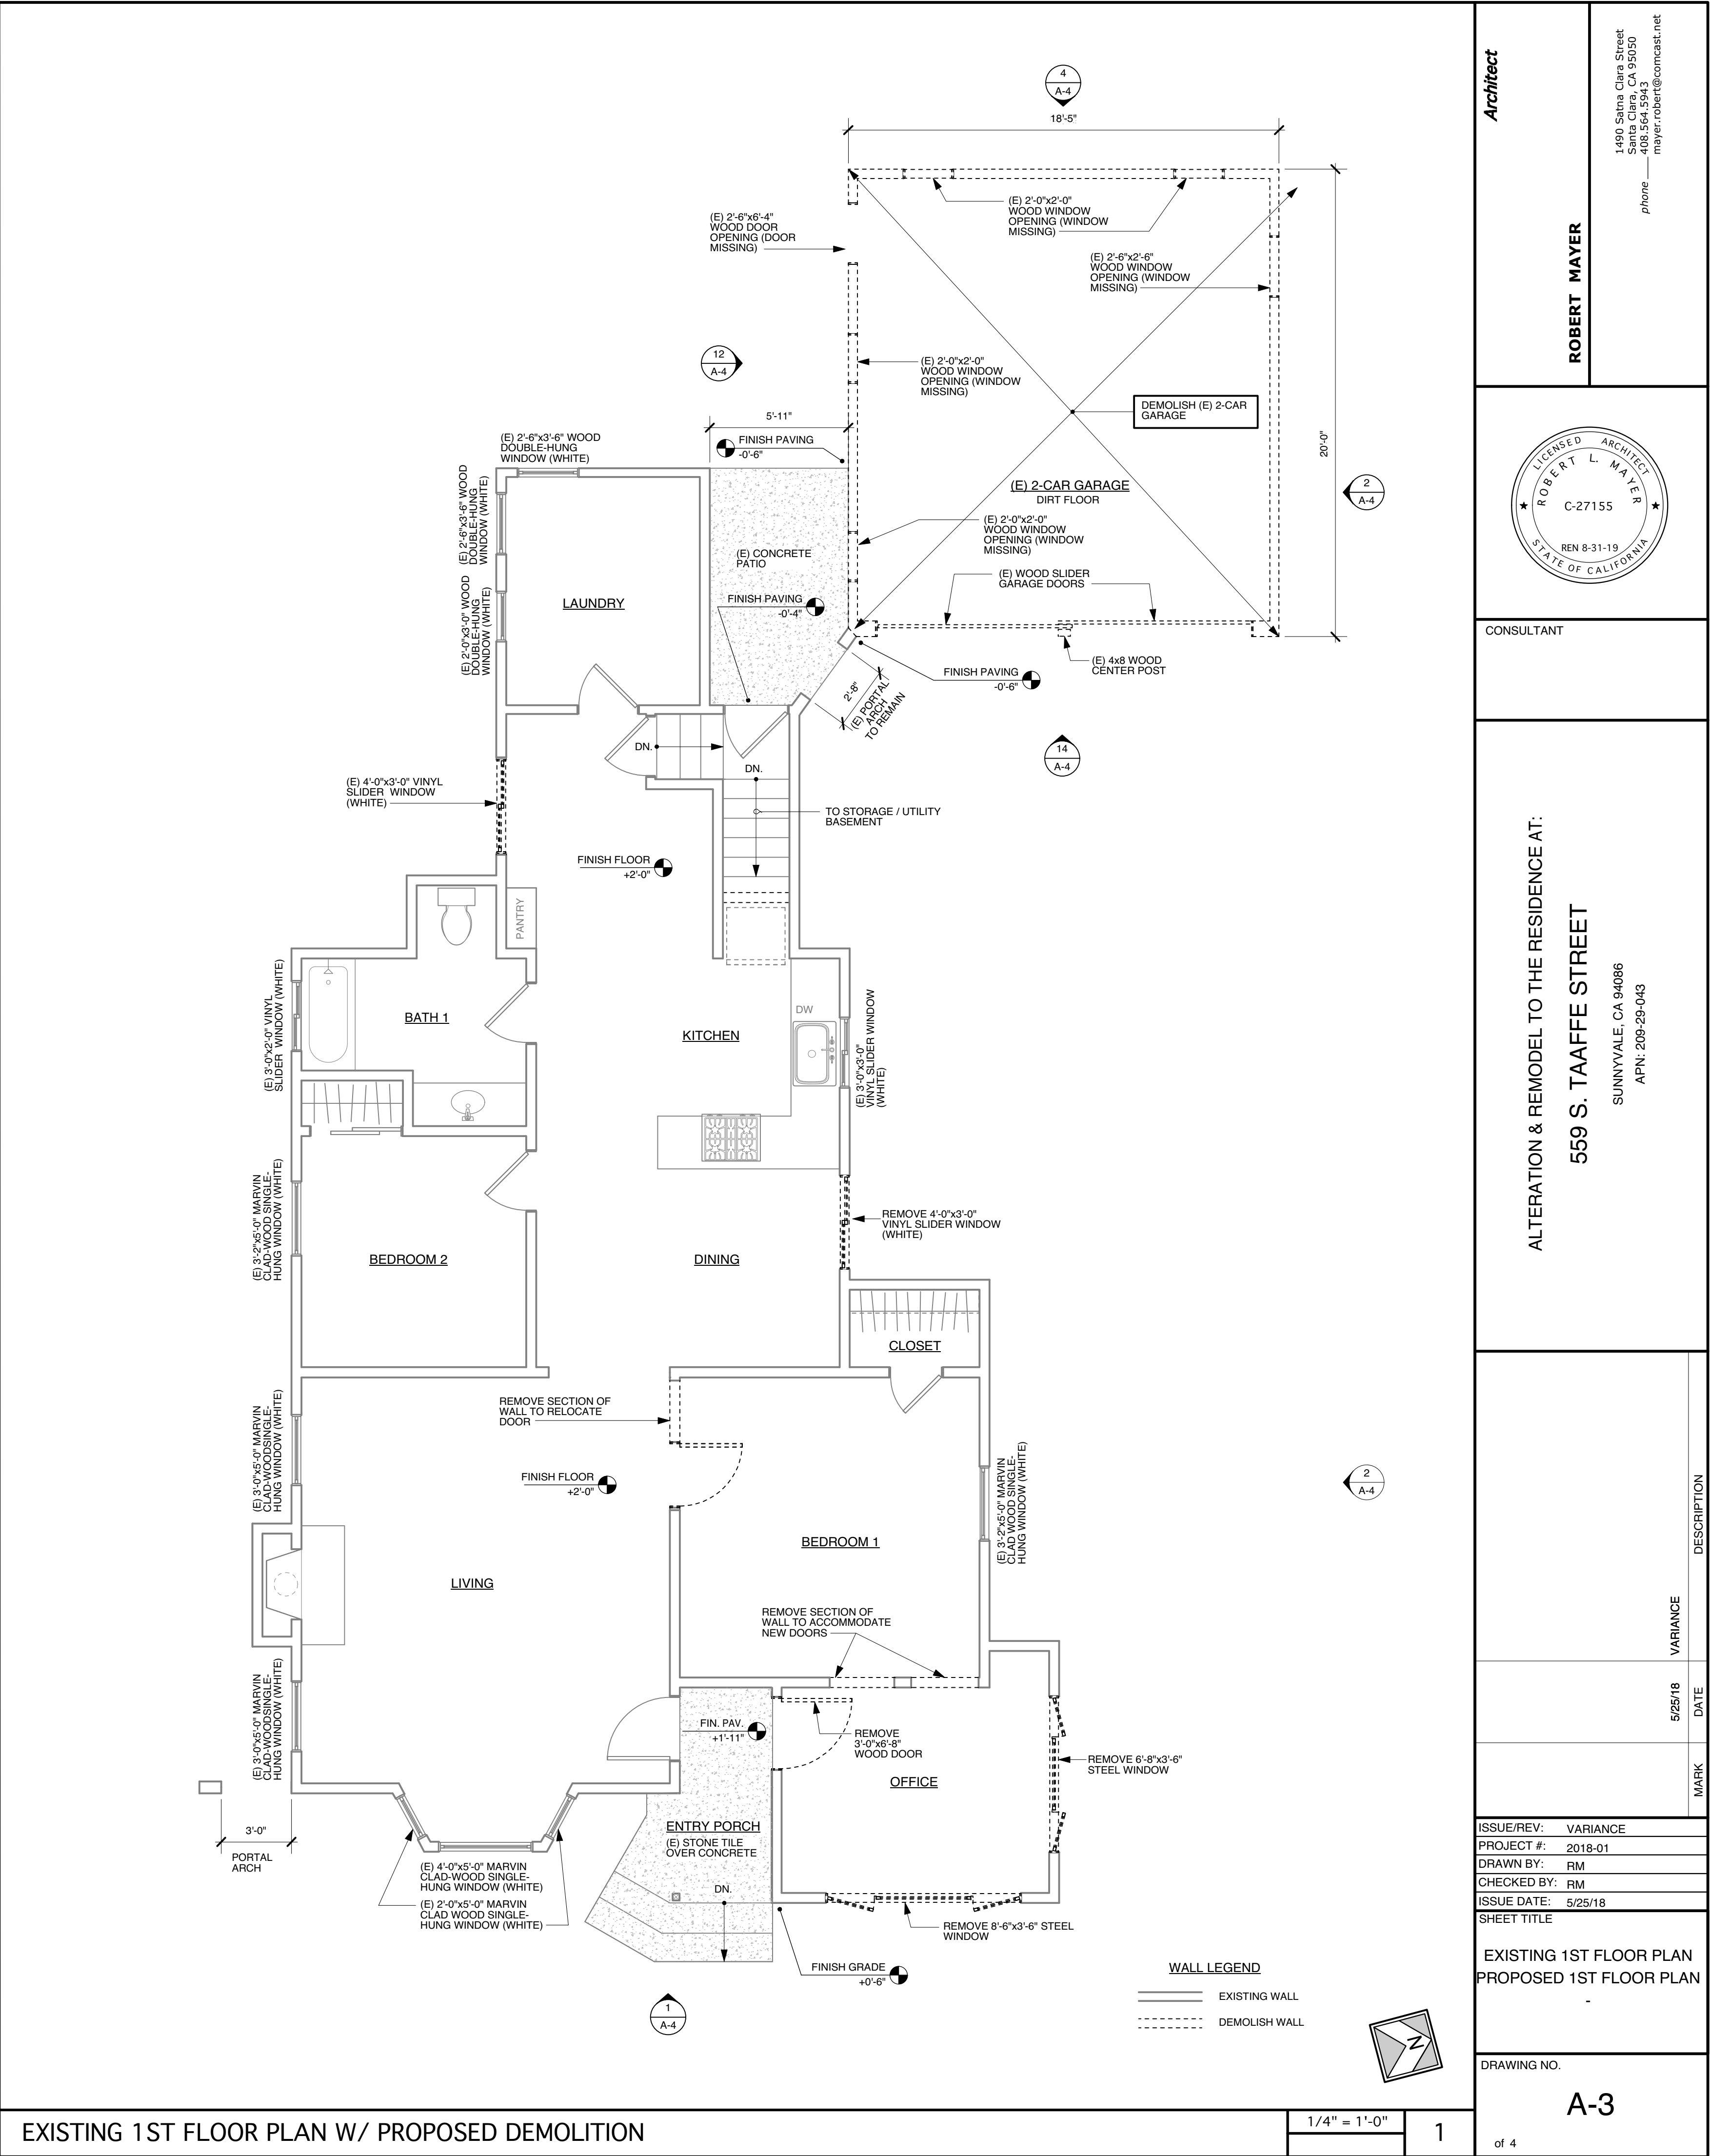 4
A-4
18'-5"
(E) 2'-6"x6'-4"
WOOD DOOR
OPENING (DOOR
MISSING)
(E) 2'-0"x2'-0"
WOOD WINDOW
OPENING (WINDOW
MISSING)
(E) 2'-6"x2'-6"
WOOD WINDOW
OPENING (WINDOW
MISSING)
12
A-4
(E) 2'-0"x2'-0"
WOOD WINDOW
OPENING (WINDOW
MISSING)
DEMOLISH (E) 2-CAR
GARAGE
20'-0"
5'-11"
FINISH PAVING
-0'-6"
(E) 2'-6"x3'-6" WOOD
DOUBLE-HUNG
WINDOW (WHITE)
(E) 2'-6"x3'-6" WOOD
DOUBLE-HUNG
WINDOW (WHITE)
(E) 2'-0"x3'-0" WOOD
DOUBLE-HUNG
WINDOW (WHITE)
(E) 2-CAR GARAGE
DIRT FLOOR
2
A-4
(E) 2'-0"x2'-0"
WOOD WINDOW
OPENING (WINDOW
MISSING)
(E) CONCRETE
PATIO
(E) WOOD SLIDER
GARAGE DOORS
LAUNDRY
FINISH PAVING
-0'-4"
(E) 4x8 WOOD
CENTER POST
FINISH PAVING
-0'-6"
2'-8"
(E) PORTAL
ARCH
TO REMAIN
14
A-4
DN.
DN.
(E) 4'-0"x3'-0" VINYL
SLIDER WINDOW
(WHITE)
TO STORAGE / UTILITY
BASEMENT
FINISH FLOOR
+2'-0"
PANTRY
(E) 3'-0"x2'-0" VINYL
SLIDER WINDOW (WHITE)
BATH 1
DW
KITCHEN
(E) 3'-0"x3'-0"
VINYL SLIDER WINDOW
(WHITE)
(E) 3'-2"x5'-0" MARVIN
CLAD-WOOD SINGLE-
HUNG WINDOW (WHITE)
REMOVE 4'-0"x3'-0"
VINYL SLIDER WINDOW
(WHITE)
BEDROOM 2
DINING
CLOSET
(E) 3'-0"x5'-0" MARVIN
CLAD-WOODSINGLE-
HUNG WINDOW (WHITE)
REMOVE SECTION OF
WALL TO RELOCATE
DOOR
FINISH FLOOR
+2'-0"
(E) 3'-2"x5'-0" MARVIN
CLAD WOOD SINGLE-
HUNG WINDOW (WHITE)
2
A-4
BEDROOM 1
LIVING
REMOVE SECTION OF
WALL TO ACCOMMODATE
NEW DOORS
(E) 3'-0"x5'-0" MARVIN
CLAD-WOODSINGLE-
HUNG WINDOW (WHITE)
FIN. PAV.
+1'-11"
REMOVE
3'-0"x6'-8"
WOOD DOOR
REMOVE 6'-8"x3'-6"
STEEL WINDOW
OFFICE
3'-0"
PORTAL
ARCH
ENTRY PORCH
(E) STONE TILE
OVER CONCRETE
DN.
(E) 4'-0"x5'-0" MARVIN
CLAD-WOOD SINGLE-
HUNG WINDOW (WHITE)
(E) 2'-0"x5'-0" MARVIN
CLAD WOOD SINGLE-
HUNG WINDOW (WHITE)
REMOVE 8'-6"x3'-6" STEEL
WINDOW
FINISH GRADE
+0'-6"
1
A-4
WALL LEGEND
EXISTING WALL
DEMOLISH WALL
N
EXISTING 1ST FLOOR PLAN W/ PROPOSED DEMOLITION
1/4" = 1'-0"
1
Architect
ROBERT MAYER
1490 Satna Clara Street
Santa Clara, CA 95050
phone 408.564.5943
mayer.robert@comcast.net
LICENSED ARCHITECT
ROBERT L. MAYER
C-27155
REN 8-31-19
STATE OF CALIFORNIA
CONSULTANT
ALTERATION & REMODEL TO THE RESIDENCE AT:
559 S. TAAFFE STREET
SUNNYVALE, CA 94086
APN: 209-29-043
MARK DATE DESCRIPTION
5/25/18 VARIANCE
ISSUE/REV: VARIANCE
PROJECT #: 2018-01
DRAWN BY: RM
CHECKED BY: RM
ISSUE DATE: 5/25/18
SHEET TITLE
EXISTING 1ST FLOOR PLAN
PROPOSED 1ST FLOOR PLAN
-
DRAWING NO.
A-3
of 4